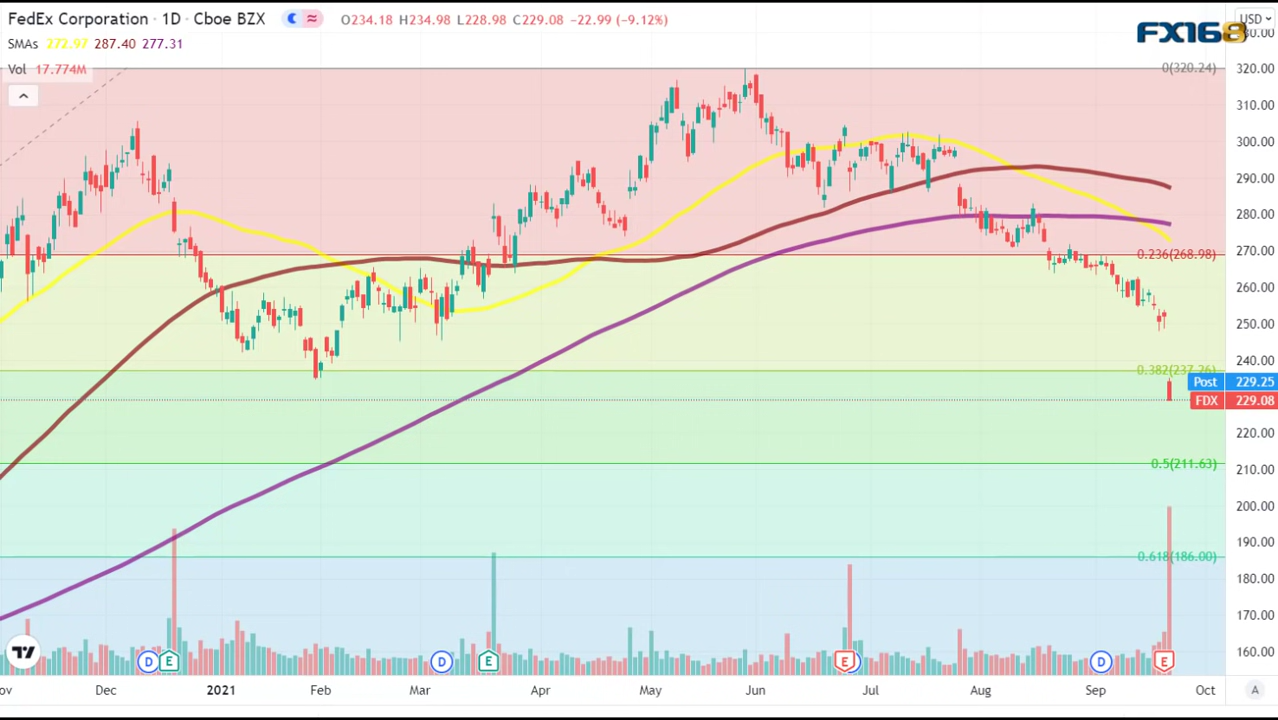 FedEx Corporation · 1D · Cboe BZX ≈ O234.18 H234.98 L228.98 C229.08 −22.99 (−9.12%)
SMAs 272.97 287.40 277.31
Vol 17.774M
FX168
USD
320.00
310.00
300.00
290.00
280.00
270.00
260.00
250.00
240.00
220.00
210.00
200.00
190.00
180.00
170.00
160.00
0(320.24)
0.236(268.98)
0.382(237.26)
Post 229.25
FDX 229.08
0.5(211.63)
0.618(186.00)
D E D E E D E
Dec 2021 Feb Mar Apr May Jun Jul Aug Sep Oct A